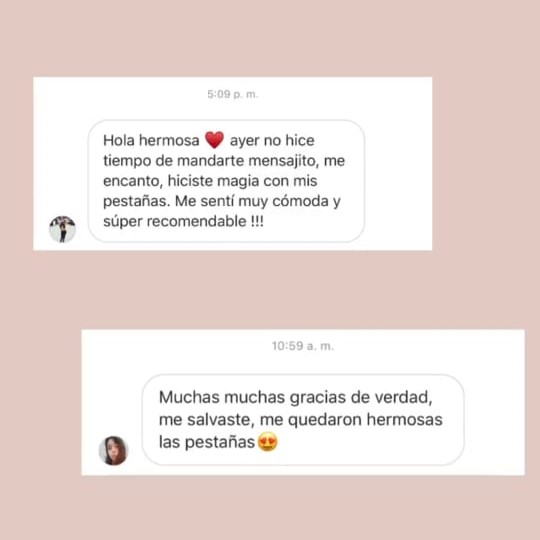 5:09 p. m.
Hola hermosa ♥️ ayer no hice
tiempo de mandarte mensajito, me
encanto, hiciste magia con mis
pestañas. Me sentí muy cómoda y
súper recomendable !!!
10:59 a. m.
Muchas muchas gracias de verdad,
me salvaste, me quedaron hermosas
las pestañas😍